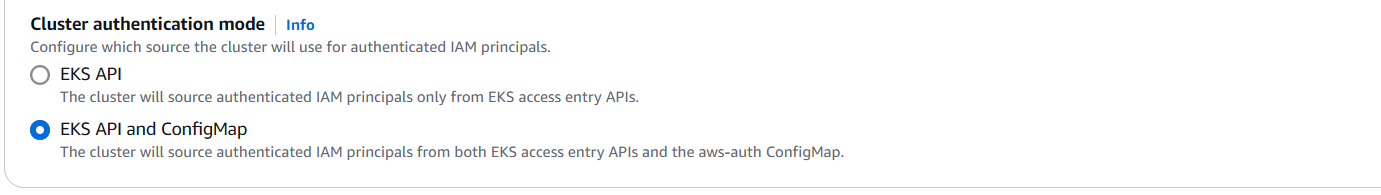 Cluster authentication mode Info
Configure which source the cluster will use for authenticated IAM principals.
EKS API
The cluster will source authenticated IAM principals only from EKS access entry APIs.
EKS API and ConfigMap
The cluster will source authenticated IAM principals from both EKS access entry APIs and the aws-auth ConfigMap.